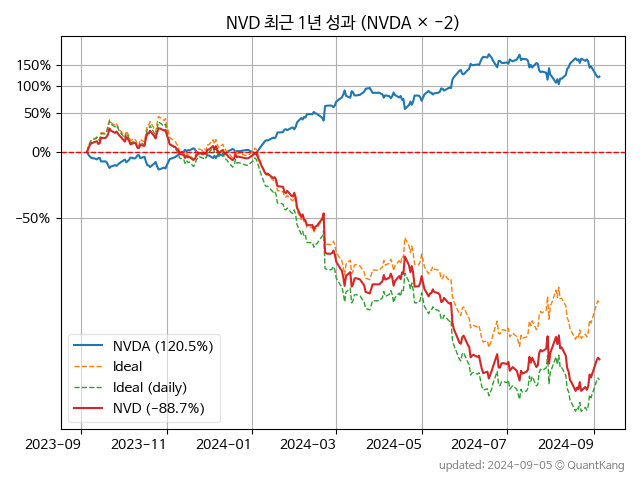 NVD 최근 1년 성과 (NVDA × −2)
150%
100%
50%
0%
−50%
NVDA (120.5%)
Ideal
Ideal (daily)
NVD (−88.7%)
2023-09 2023-11 2024-01 2024-03 2024-05 2024-07 2024-09
updated: 2024-09-05 © QuantKang